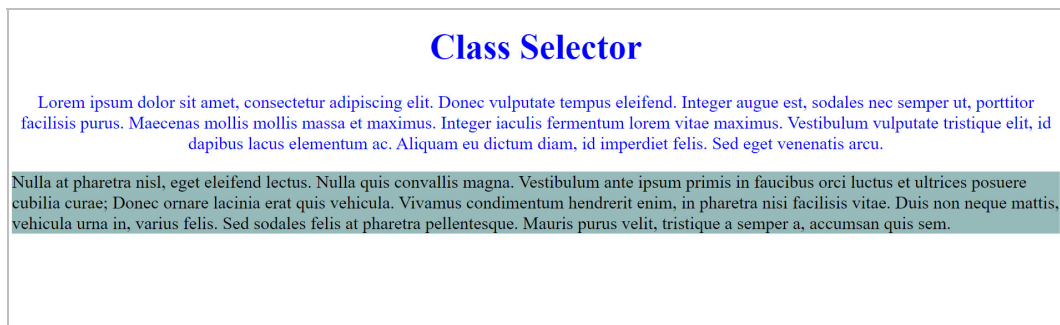 Class Selector
Lorem ipsum dolor sit amet, consectetur adipiscing elit. Donec vulputate tempus eleifend. Integer augue est, sodales nec semper ut, porttitor
facilisis purus. Maecenas mollis mollis massa et maximus. Integer iaculis fermentum lorem vitae maximus. Vestibulum vulputate tristique elit, id
dapibus lacus elementum ac. Aliquam eu dictum diam, id imperdiet felis. Sed eget venenatis arcu.
Nulla at pharetra nisl, eget eleifend lectus. Nulla quis convallis magna. Vestibulum ante ipsum primis in faucibus orci luctus et ultrices posuere
cubilia curae; Donec ornare lacinia erat quis vehicula. Vivamus condimentum hendrerit enim, in pharetra nisi facilisis vitae. Duis non neque mattis,
vehicula urna in, varius felis. Sed sodales felis at pharetra pellentesque. Mauris purus velit, tristique a semper a, accumsan quis sem.